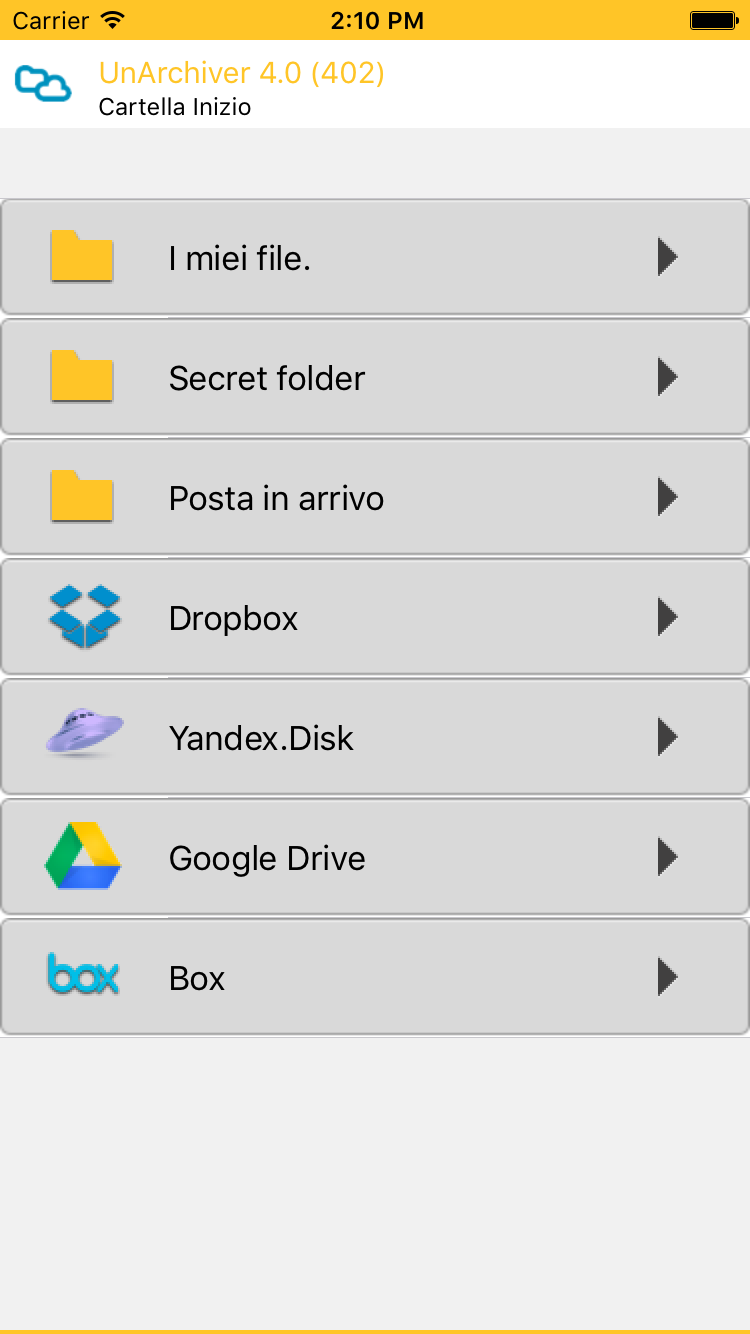 Carrier 2:10 PM
UnArchiver 4.0 (402)
Cartella Inizio
I miei file.
Secret folder
Posta in arrivo
Dropbox
Yandex.Disk
Google Drive
box Box